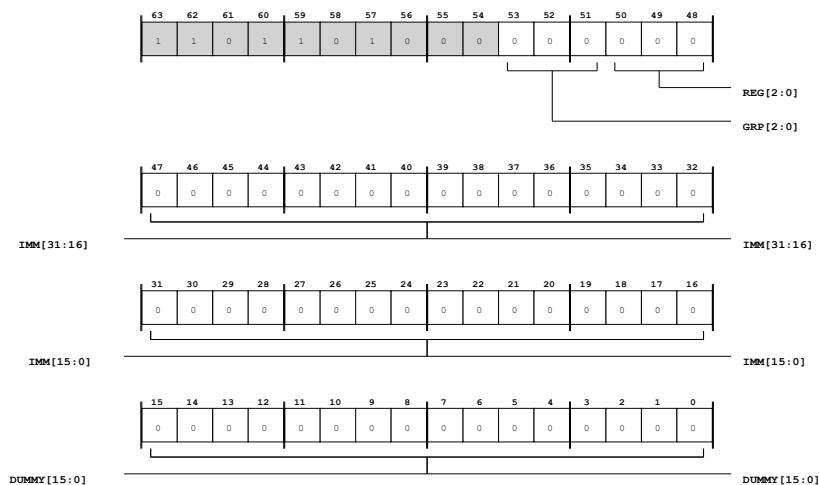 63 62 61 60 59 58 57 56 55 54 53 52 51 50 49 48
1 1 0 1 1 0 1 0 0 0 0 0 0 0 0 0
REG[2:0]
GRP[2:0]
47 46 45 44 43 42 41 40 39 38 37 36 35 34 33 32
0 0 0 0 0 0 0 0 0 0 0 0 0 0 0 0
IMM[31:16] IMM[31:16]
31 30 29 28 27 26 25 24 23 22 21 20 19 18 17 16
0 0 0 0 0 0 0 0 0 0 0 0 0 0 0 0
IMM[15:0] IMM[15:0]
15 14 13 12 11 10 9 8 7 6 5 4 3 2 1 0
0 0 0 0 0 0 0 0 0 0 0 0 0 0 0 0
DUMMY[15:0] DUMMY[15:0]